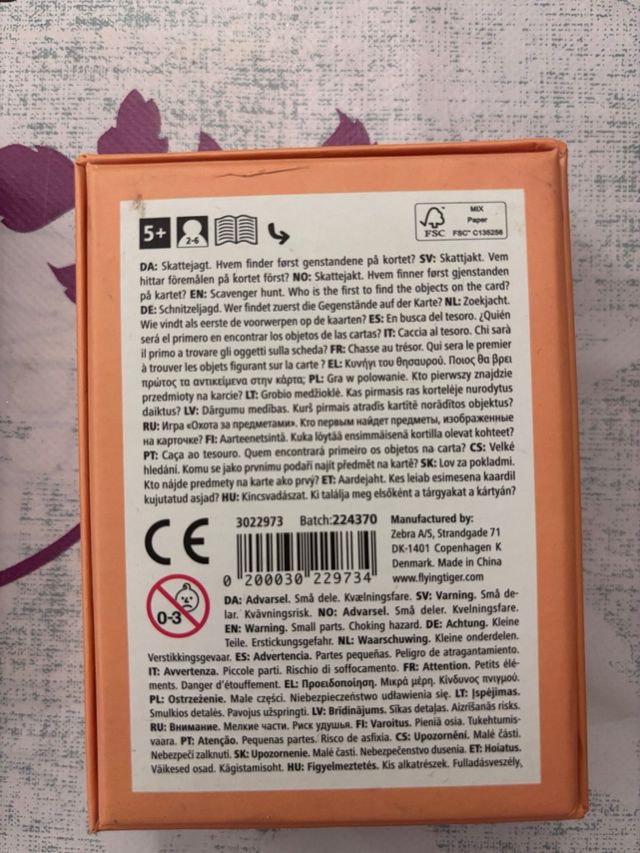 5+
2-6
FSC
MIX
Paper
FSC® C135256
DA: Skattejagt. Hvem finder først genstandene på kortet? SV: Skattjakt. Vem
hittar föremålen på kortet först? NO: Skattejakt. Hvem finner først gjenstanden
på kartet? EN: Scavenger hunt. Who is the first to find the objects on the card?
DE: Schnitzeljagd. Wer findet zuerst die Gegenstände auf der Karte? NL: Zoekjacht.
Wie vindt als eerste de voorwerpen op de kaarten? ES: En busca del tesoro. ¿Quién
será el primero en encontrar los objetos de las cartas? IT: Caccia al tesoro. Chi sarà
il primo a trovare gli oggetti sulla scheda? FR: Chasse au trésor. Qui sera le premier
à trouver les objets figurant sur la carte ? EL: Κυνήγι του θησαυρού. Ποιος θα βρει
πρώτος τα αντικείμενα στην κάρτα; PL: Gra w polowanie. Kto pierwszy znajdzie
przedmioty na karcie? LT: Grobio medžioklė. Kas pirmasis ras kortelėje nurodytus
daiktus? LV: Dārgumu medības. Kurš pirmais atradīs kartītē norādītos objektus?
RU: Игра «Охота за предметами». Кто первым найдет предметы, изображенные
на карточке? FI: Aarteenetsintä. Kuka löytää ensimmäisenä kortilla olevat kohteet?
PT: Caça ao tesouro. Quem encontrará primeiro os objetos na carta? CS: Velké
hledání. Komu se jako prvnímu podaří najít předmět na kartě? SK: Lov za pokladmi.
Kto nájde predmety na karte ako prvý? ET: Aardejaht. Kes leiab esimesena kaardil
kujutatud asjad? HU: Kincsvadászat. Ki találja meg elsőként a tárgyakat a kártyán?
CE
3022973 Batch:224370
0 200030 229734
Manufactured by:
Zebra A/S, Strandgade 71
DK-1401 Copenhagen K
Denmark. Made in China
www.flyingtiger.com
0-3
DA: Advarsel. Små dele. Kvælningsfare. SV: Varning. Små de-
lar. Kvävningsrisk. NO: Advarsel. Små deler. Kvelningsfare.
EN: Warning. Small parts. Choking hazard. DE: Achtung. Kleine
Teile. Erstickungsgefahr. NL: Waarschuwing. Kleine onderdelen.
Verstikkingsgevaar. ES: Advertencia. Partes pequeñas. Peligro de atragantamiento.
IT: Avvertenza. Piccole parti. Rischio di soffocamento. FR: Attention. Petits élé-
ments. Danger d'étouffement. EL: Προειδοποίηση. Μικρά μέρη. Κίνδυνος πνιγμού.
PL: Ostrzeżenie. Małe części. Niebezpieczeństwo udławienia się. LT: Įspėjimas.
Smulkios detalės. Pavojus užspringti. LV: Brīdinājums. Sīkas detaļas. Aizrīšanās risks.
RU: Внимание. Мелкие части. Риск удушья. FI: Varoitus. Pieniä osia. Tukehtumis-
vaara. PT: Atenção. Pequenas partes. Risco de asfixia. CS: Upozornění. Malé části.
Nebezpečí zalknutí. SK: Upozornenie. Malé časti. Nebezpečenstvo dusenia. ET: Hoiatus.
Väikesed osad. Kägistamisoht. HU: Figyelmeztetés. Kis alkatrészek. Fulladásveszély.